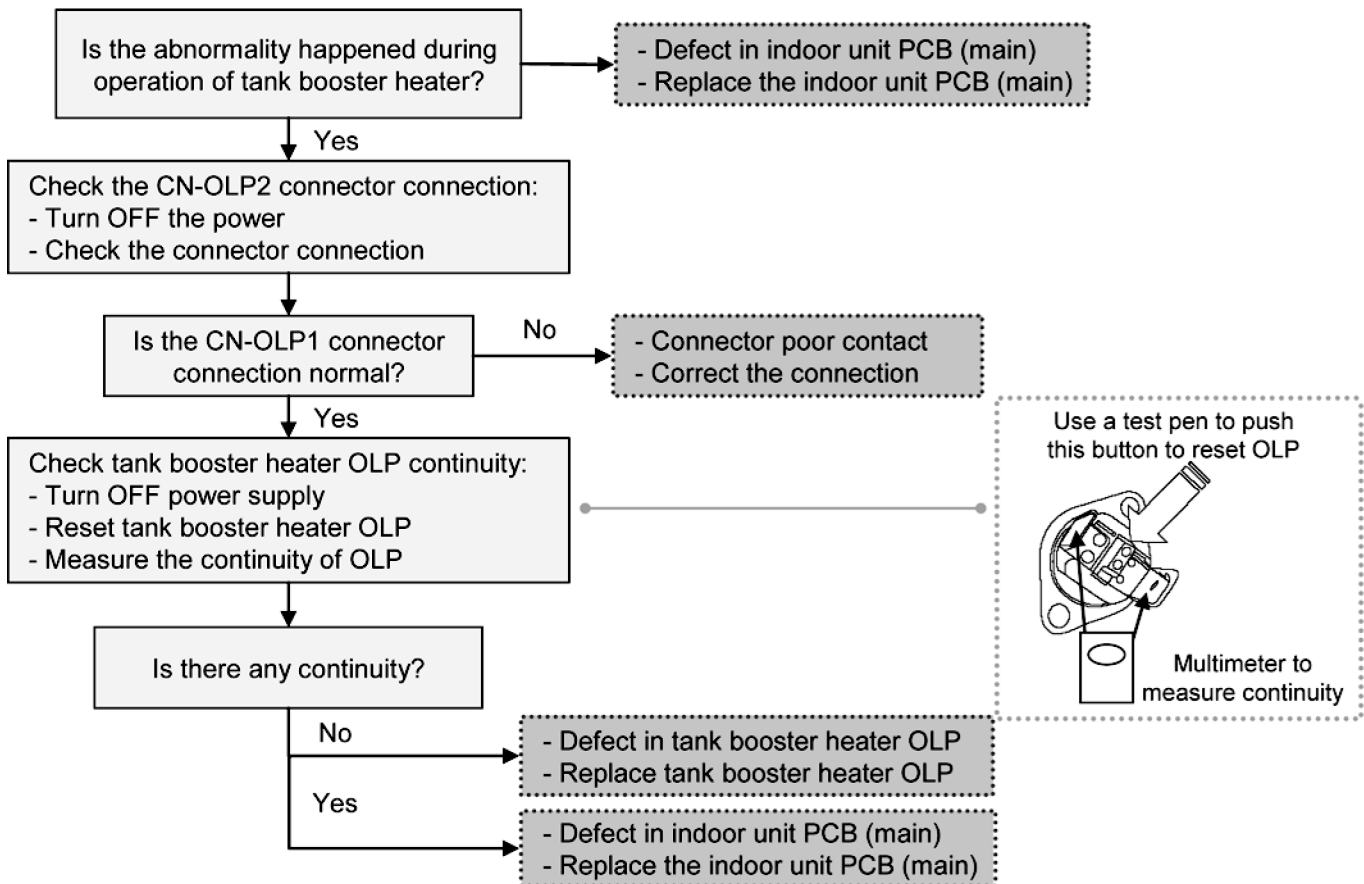 Is the abnormality happened during
operation of tank booster heater?
- Defect in indoor unit PCB (main)
- Replace the indoor unit PCB (main)
Yes
Check the CN-OLP2 connector connection:
- Turn OFF the power
- Check the connector connection
Is the CN-OLP1 connector
connection normal?
No
- Connector poor contact
- Correct the connection
Yes
Check tank booster heater OLP continuity:
- Turn OFF power supply
- Reset tank booster heater OLP
- Measure the continuity of OLP
Use a test pen to push
this button to reset OLP
Multimeter to
measure continuity
Is there any continuity?
No
- Defect in tank booster heater OLP
- Replace tank booster heater OLP
Yes
- Defect in indoor unit PCB (main)
- Replace the indoor unit PCB (main)